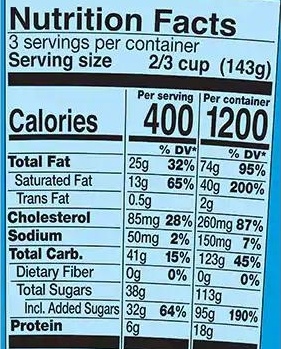 Nutrition Facts
3 servings per container
Serving size 2/3 cup (143g)
Per serving Per container
Calories 400 1200
% DV* % DV*
Total Fat 25g 32% 74g 95%
Saturated Fat 13g 65% 40g 200%
Trans Fat 0.5g 2g
Cholesterol 85mg 28% 260mg 87%
Sodium 50mg 2% 150mg 7%
Total Carb. 41g 15% 123g 45%
Dietary Fiber 0g 0% 0g 0%
Total Sugars 38g 113g
Incl. Added Sugars 32g 64% 95g 190%
Protein 6g 18g